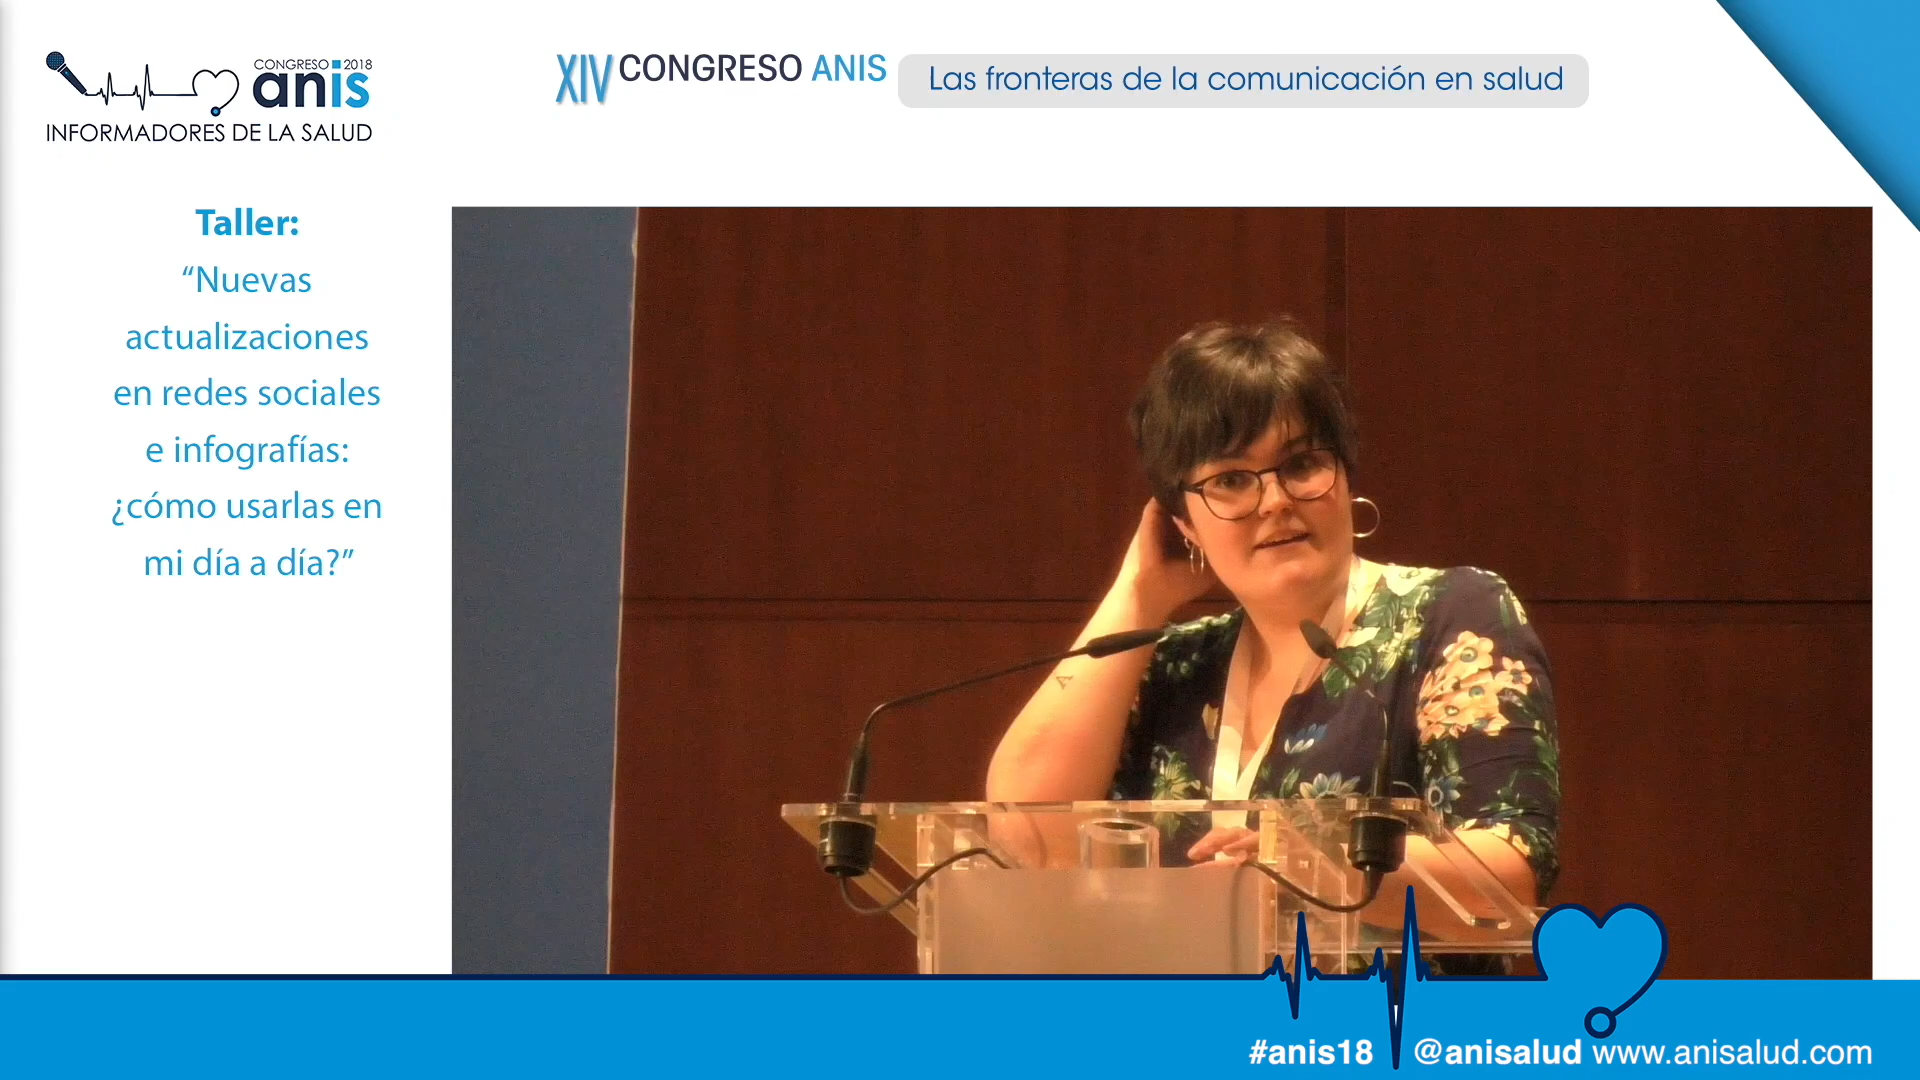 CONGRESO 2018
anis
INFORMADORES DE LA SALUD
XIV CONGRESO ANIS
Las fronteras de la comunicación en salud
Taller:
“Nuevas
actualizaciones
en redes sociales
e infografías:
¿cómo usarlas en
mi día a día?”
#anis18 @anisalud www.anisalud.com